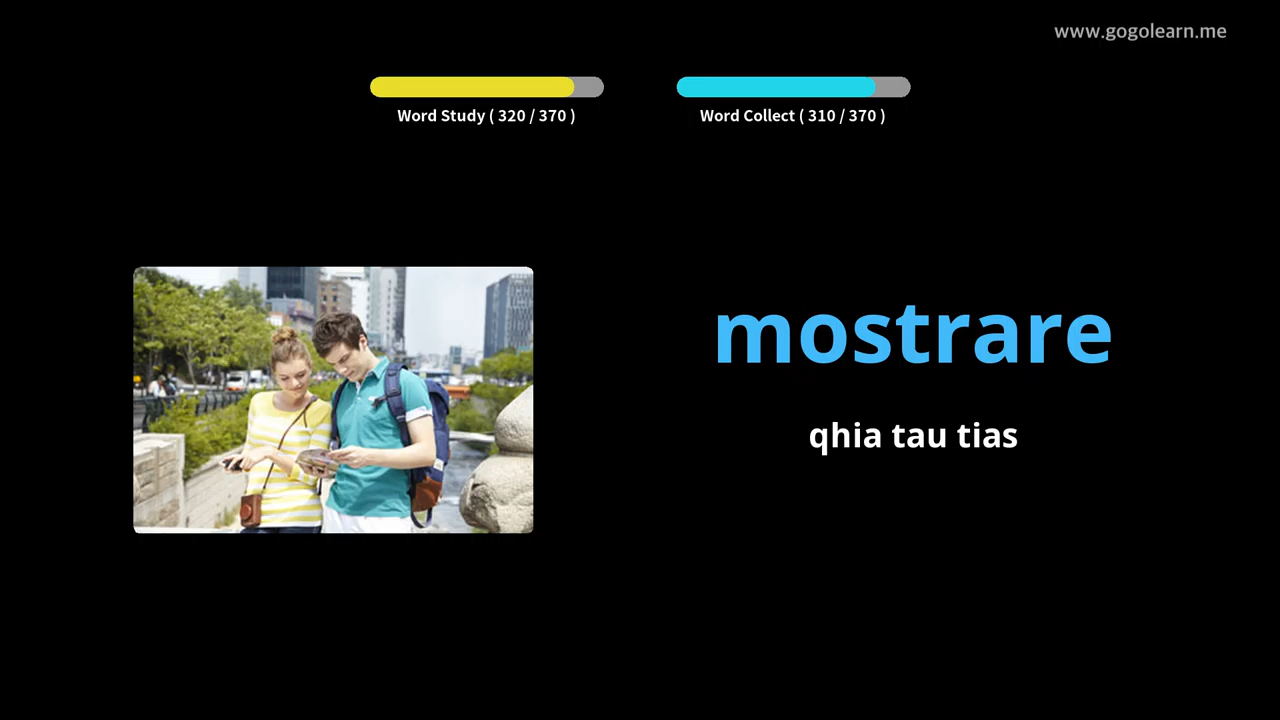 www.gogolearn.me
Word Study ( 320 / 370 )
Word Collect ( 310 / 370 )
mostrare
qhia tau tias